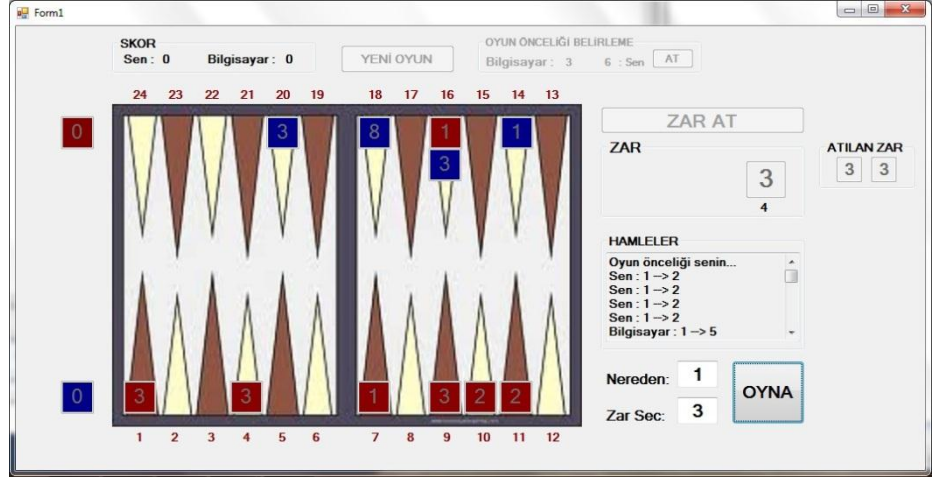 Form1
SKOR
Sen : 0 Bilgisayar : 0
YENİ OYUN
OYUN ÖNCELİĞİ BELİRLEME
Bilgisayar : 3 6 : Sen AT
24 23 22 21 20 19 18 17 16 15 14 13
0 3 8 1 1
3
ZAR AT
ZAR
3
4
ATILAN ZAR
3 3
HAMLELER
Oyun önceliği senin...
Sen : 1 --> 2
Sen : 1 --> 2
Sen : 1 --> 2
Sen : 1 --> 2
Bilgisayar : 1 --> 5
Nereden: 1
Zar Sec: 3
OYNA
0 3 3 1 3 2 2
1 2 3 4 5 6 7 8 9 10 11 12